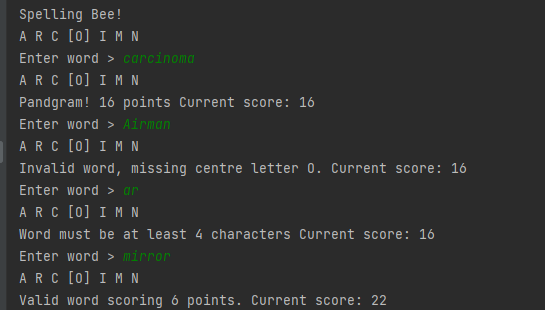 Spelling Bee!
A R C [O] I M N
Enter word > carcinoma
A R C [O] I M N
Pandgram! 16 points Current score: 16
Enter word > Airman
A R C [O] I M N
Invalid word, missing centre letter O. Current score: 16
Enter word > ar
A R C [O] I M N
Word must be at least 4 characters Current score: 16
Enter word > mirror
A R C [O] I M N
Valid word scoring 6 points. Current score: 22